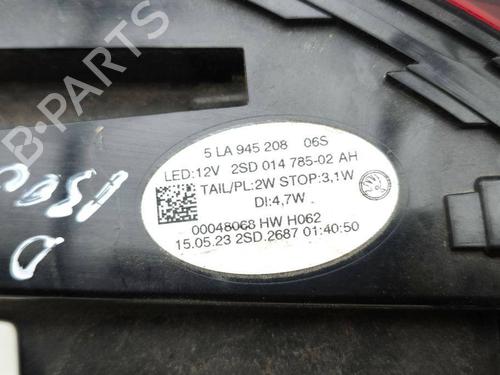 5 LA 945 208 06S
LED:12V 2SD 014 785-02 AH
TAIL/PL:2W STOP:3,1W
DI:4,7W
00048068 HW H062
15.05.23 2SD.2687 01:40:50
D
B-PARTS